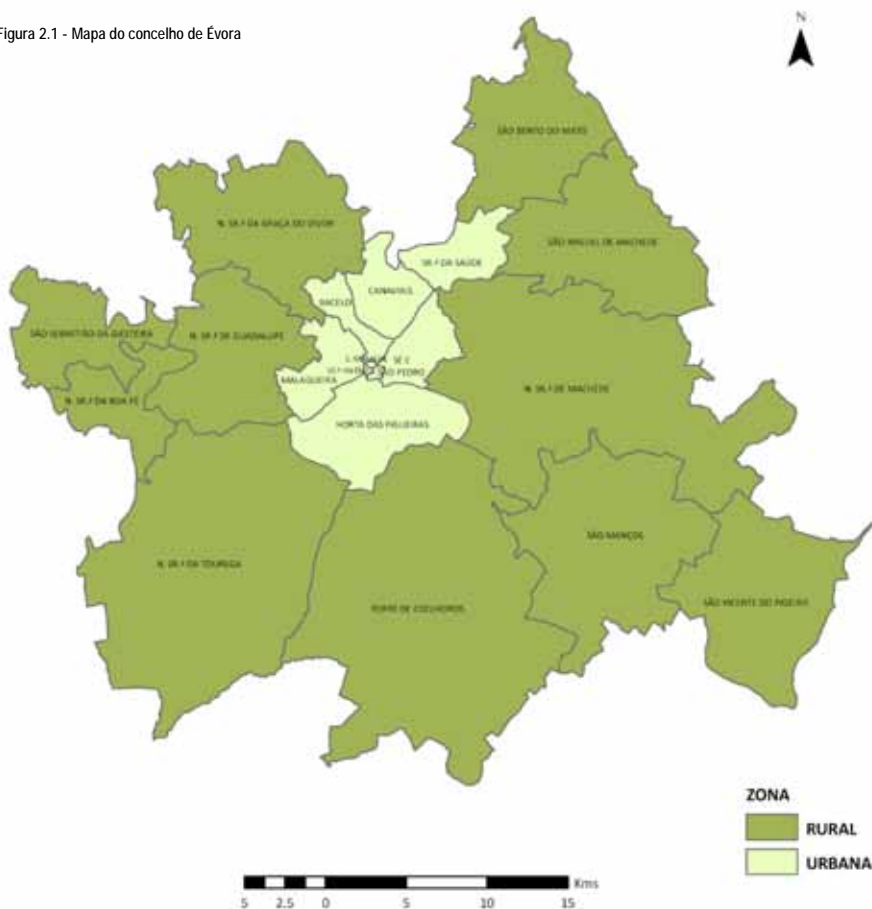 Figura 2.1 - Mapa do concelho de Évora
N
SÃO BENTO DO MATO
N. SR.ª DA GRAÇA DO DIVOR
SÃO MIGUEL DE MACHEDE
SR.ª DA SAÚDE
CANAVIAIS
BACELO
SÃO SEBASTIÃO DA GIESTEIRA
N. SR.ª DE GUADALUPE
SÉ E
SÃO PEDRO
MALAGUEIRA
N. SR.ª DA BOA FÉ
N. SR.ª DE MACHEDE
HORTA DAS FIGUEIRAS
SÃO MANÇOS
N. SR.ª DA TOUREGA
TORRE DE COELHEIROS
SÃO VICENTE DO PIGEIRO
ZONA
RURAL
URBANA
Kms
5 2.5 0 5 10 15